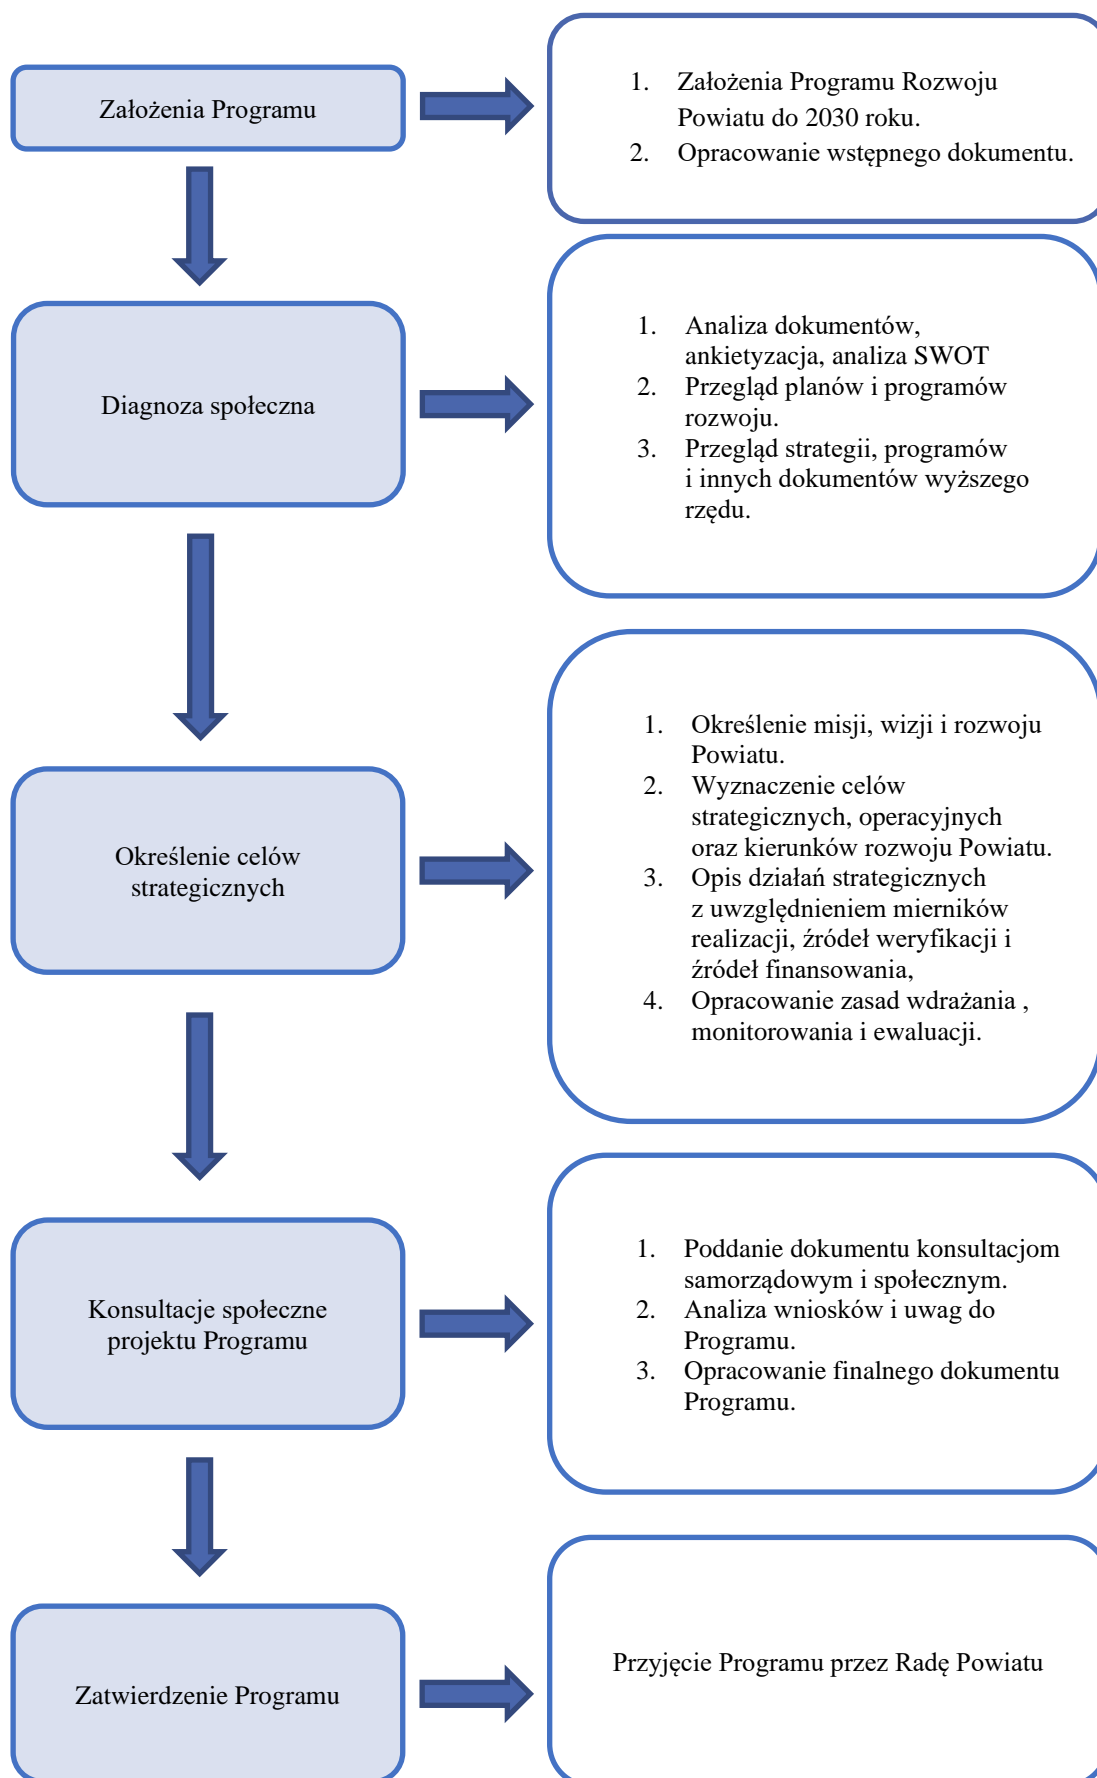 Założenia Programu
1. Założenia Programu Rozwoju
Powiatu do 2030 roku.
2. Opracowanie wstępnego dokumentu.
Diagnoza społeczna
1. Analiza dokumentów,
ankietyzacja, analiza SWOT
2. Przegląd planów i programów
rozwoju.
3. Przegląd strategii, programów
i innych dokumentów wyższego
rzędu.
Określenie celów
strategicznych
1. Określenie misji, wizji i rozwoju
Powiatu.
2. Wyznaczenie celów
strategicznych, operacyjnych
oraz kierunków rozwoju Powiatu.
3. Opis działań strategicznych
z uwzględnieniem mierników
realizacji, źródeł weryfikacji i
źródeł finansowania,
4. Opracowanie zasad wdrażania ,
monitorowania i ewaluacji.
Konsultacje społeczne
projektu Programu
1. Poddanie dokumentu konsultacjom
samorządowym i społecznym.
2. Analiza wniosków i uwag do
Programu.
3. Opracowanie finalnego dokumentu
Programu.
Zatwierdzenie Programu
Przyjęcie Programu przez Radę Powiatu